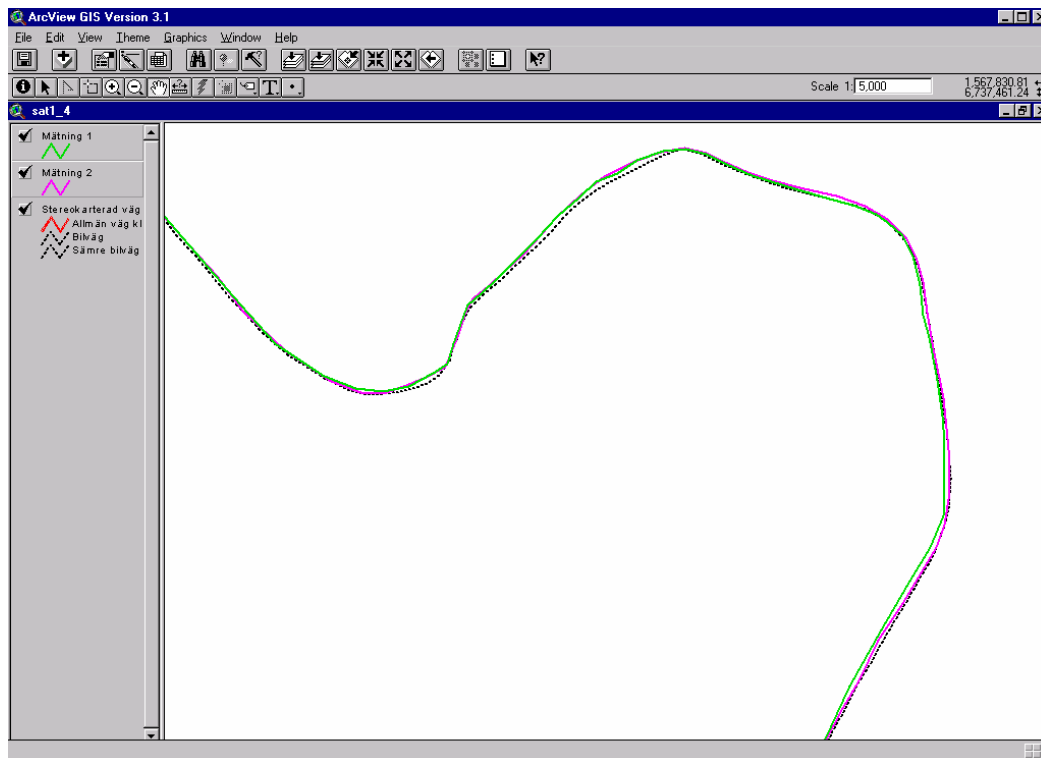 ArcView GIS Version 3.1
File Edit View Theme Graphics Window Help
Scale 1: 5,000
1,567,830.81
6,737,461.24
sat1_4
Mätning 1
Mätning 2
Stereokarterad väg
Allmän väg kl
Bilväg
Sämre bilväg